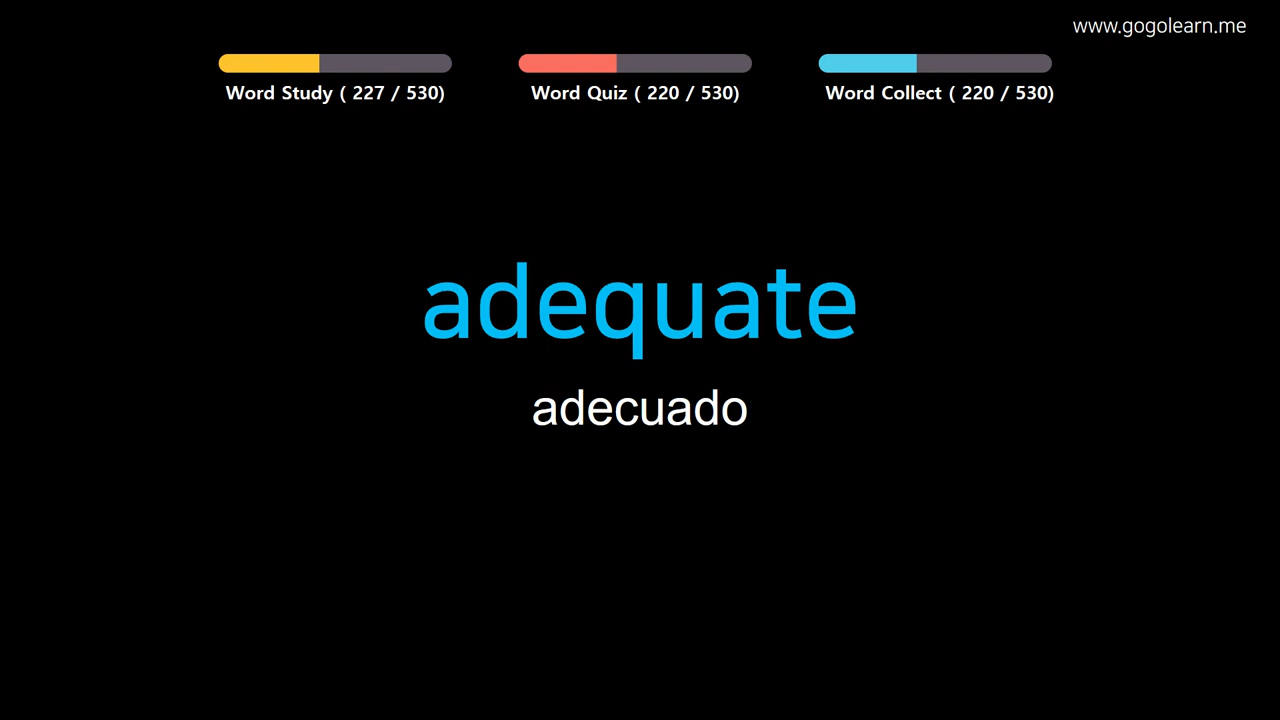 www.gogolearn.me
Word Study ( 227 / 530)
Word Quiz ( 220 / 530)
Word Collect ( 220 / 530)
adequate
adecuado